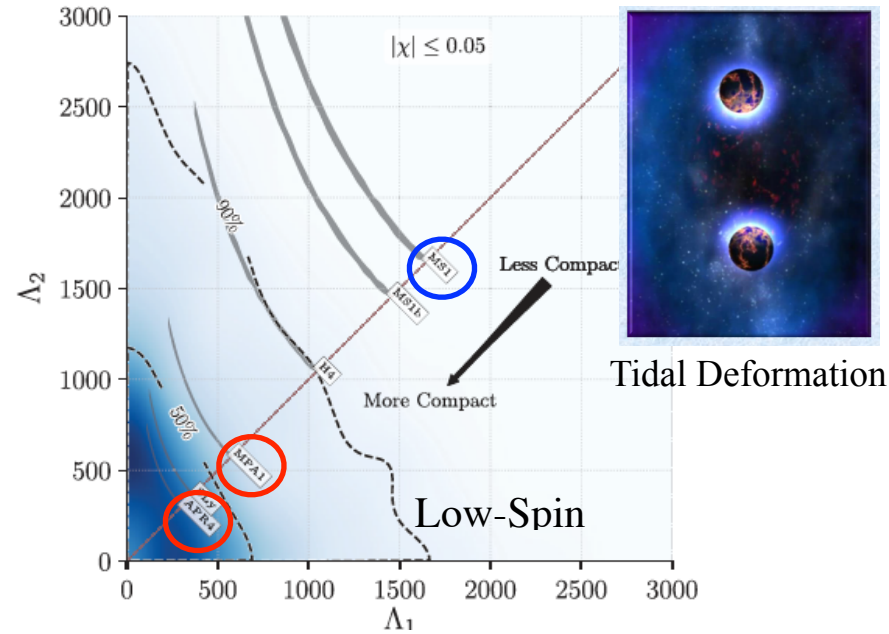 3000
2500
2000
1500
1000
500
0
Λ₂
|χ| ≤ 0.05
90%
50%
MS1
MS1b
H4
MPA1
APR4
Less Compact
More Compact
Low-Spin
0
500
1000
1500
2000
2500
3000
Λ₁
Tidal Deformation